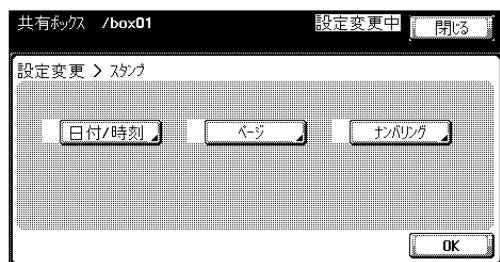 共有ボックス /box01 設定変更中 閉じる
設定変更 > スタンプ
日付/時刻 ページ ナンバリング
OK